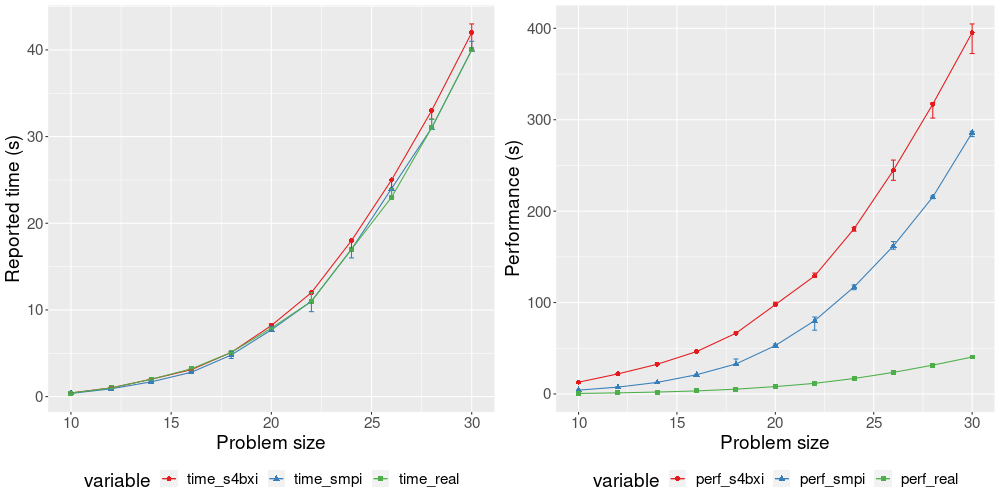 Reported time (s)
40
30
20
10
0
10 15 20 25 30
Problem size
variable time_s4bxi time_smpi time_real
Performance (s)
400
300
200
100
0
10 15 20 25 30
Problem size
variable perf_s4bxi perf_smpi perf_real